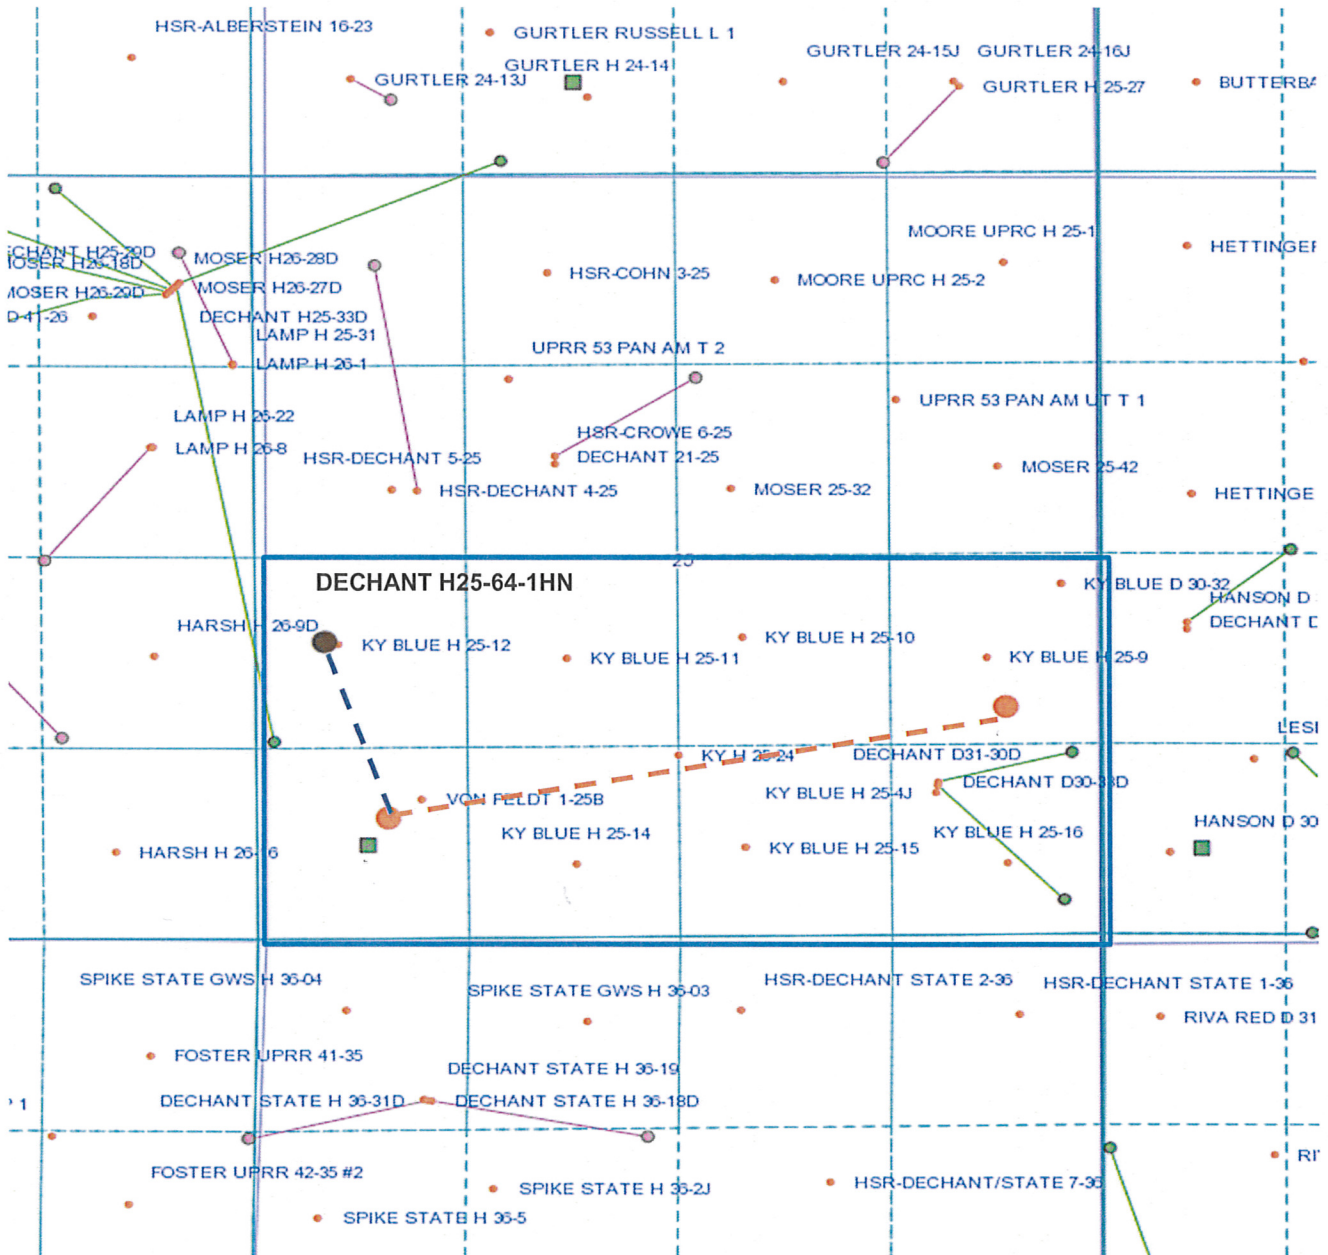 HSR-ALBERSTEIN 16-23
GURTLER RUSSELL L 1
GURTLER 24-15J
GURTLER 24-16J
GURTLER H 24-14
GURTLER 24-13J
GURTLER H 25-27
MOORE UPRC H 25-1
MOSER H26-28D
HSR-COHN 3-25
MOORE UPRC H 25-2
MOSER H26-27D
MOSER H26-29D
DECHANT H25-33D
LAMP H 25-31
UPRR 53 PAN AM T 2
LAMP H 26-1
UPRR 53 PAN AM UT T 1
LAMP H 26-22
HSR-CROWE 6-25
LAMP H 26-8
HSR-DECHANT 5-25
DECHANT 21-25
MOSER 25-42
HSR-DECHANT 4-25
MOSER 25-32
25
DECHANT H25-64-1HN
KY BLUE D 30-32
HANSON D
HARSH H 26-9D
DECHANT
KY BLUE H 25-12
KY BLUE H 25-11
KY BLUE H 25-10
KY BLUE H 25-9
KY H 25-24
DECHANT D31-30D
DECHANT D30-33D
VON FELDT 1-25B
KY BLUE H 25-4J
HANSON D 30
KY BLUE H 25-14
KY BLUE H 25-16
HARSH H 26-16
KY BLUE H 25-15
SPIKE STATE GWS H 36-04
SPIKE STATE GWS H 36-03
HSR-DECHANT STATE 2-36
HSR-DECHANT STATE 1-36
RIVA RED D 31
FOSTER UPRR 41-35
DECHANT STATE H 36-19
DECHANT STATE H 36-31D
DECHANT STATE H 36-18D
FOSTER UPRR 42-35 #2
SPIKE STATE H 36-2J
HSR-DECHANT/STATE 7-36
SPIKE STATE H 36-5